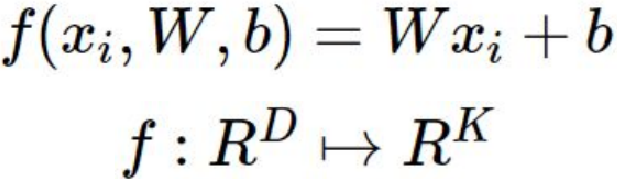 f(x_i, W, b) = Wx_i + b
f : R^D ↦ R^K